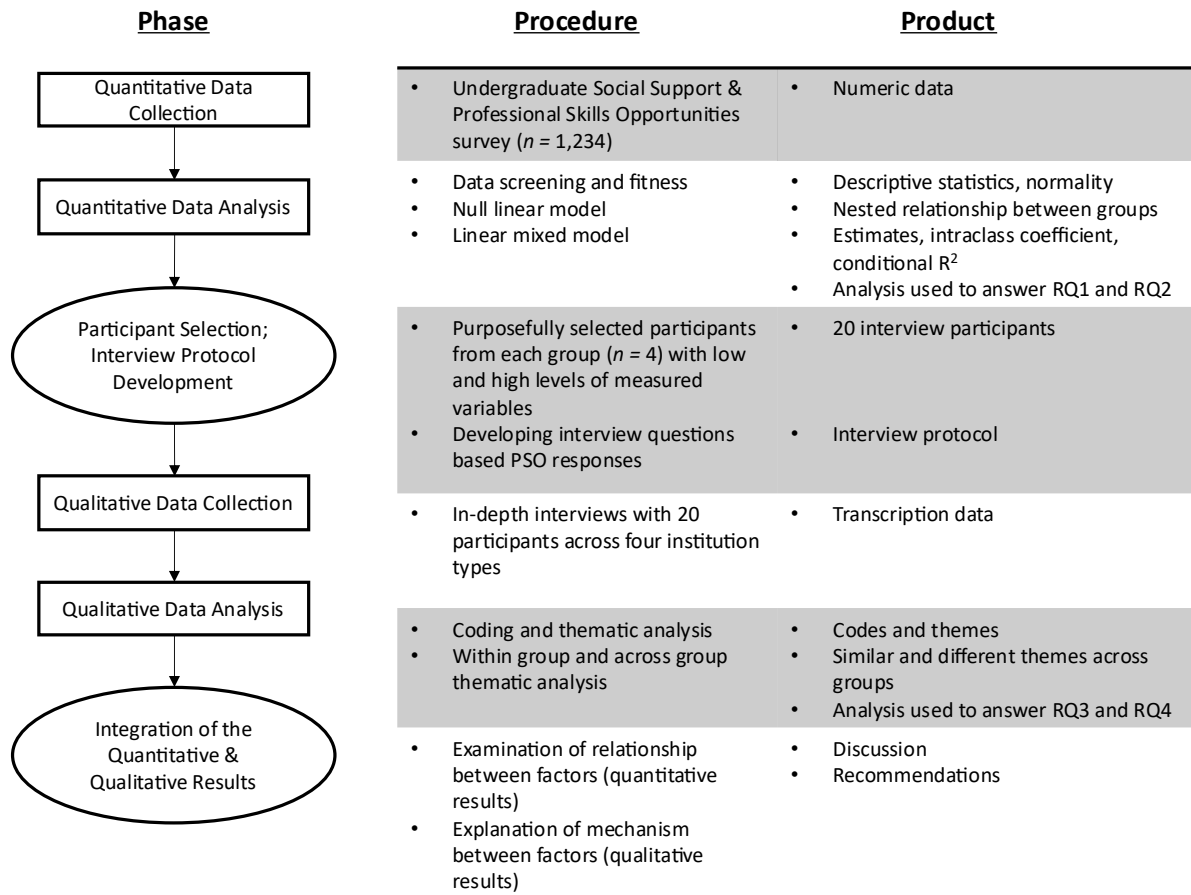 Phase
Procedure
Product
Quantitative Data
Collection
• Undergraduate Social Support &
Professional Skills Opportunities
survey (n = 1,234)
• Numeric data
Quantitative Data Analysis
• Data screening and fitness
• Null linear model
• Linear mixed model
• Descriptive statistics, normality
• Nested relationship between groups
• Estimates, intraclass coefficient,
conditional R²
• Analysis used to answer RQ1 and RQ2
Participant Selection;
Interview Protocol
Development
• Purposefully selected participants
from each group (n = 4) with low
and high levels of measured
variables
• Developing interview questions
based PSO responses
• 20 interview participants
• Interview protocol
Qualitative Data Collection
• In-depth interviews with 20
participants across four institution
types
• Transcription data
Qualitative Data Analysis
• Coding and thematic analysis
• Within group and across group
thematic analysis
• Codes and themes
• Similar and different themes across
groups
• Analysis used to answer RQ3 and RQ4
Integration of the
Quantitative &
Qualitative Results
• Examination of relationship
between factors (quantitative
results)
• Explanation of mechanism
between factors (qualitative
results)
• Discussion
• Recommendations